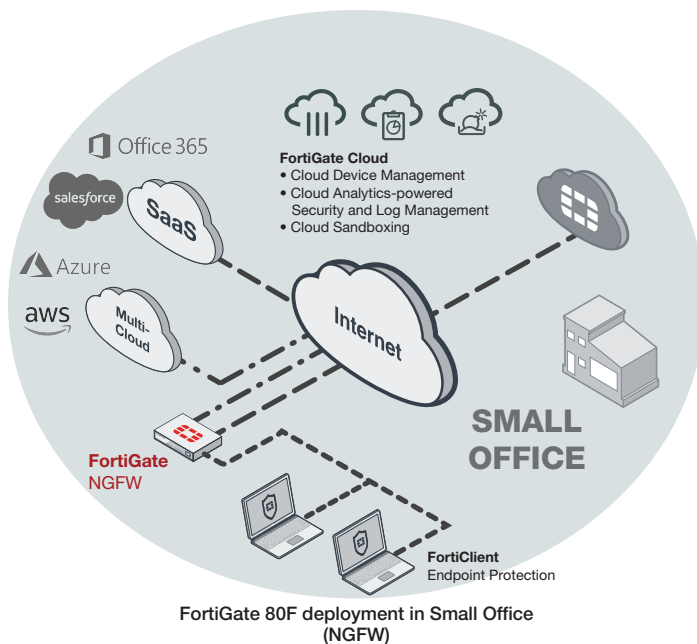 Office 365
salesforce
SaaS
Azure
aws
Multi-
Cloud
FortiGate Cloud
• Cloud Device Management
• Cloud Analytics-powered
Security and Log Management
• Cloud Sandboxing
Internet
SMALL
OFFICE
FortiGate
NGFW
FortiClient
Endpoint Protection
FortiGate 80F deployment in Small Office
(NGFW)